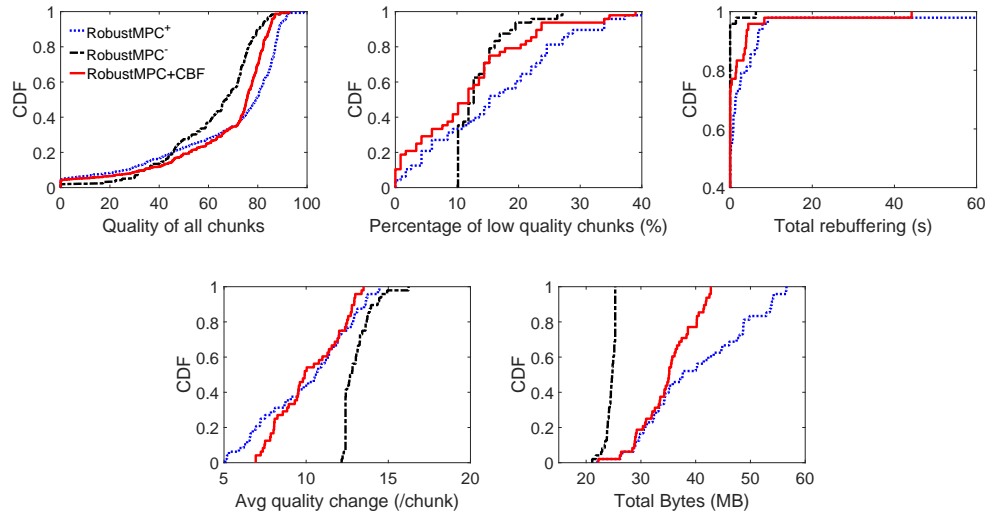 1
0.8
0.6
0.4
0.2
0
CDF
RobustMPC⁺
RobustMPC⁻
RobustMPC+CBF
0 20 40 60 80 100
Quality of all chunks
1
0.8
0.6
0.4
0.2
0
CDF
0 10 20 30 40
Percentage of low quality chunks (%)
1
0.8
0.6
0.4
CDF
0 20 40 60
Total rebuffering (s)
1
0.8
0.6
0.4
0.2
0
CDF
5 10 15 20
Avg quality change (/chunk)
1
0.8
0.6
0.4
0.2
0
CDF
20 30 40 50 60
Total Bytes (MB)